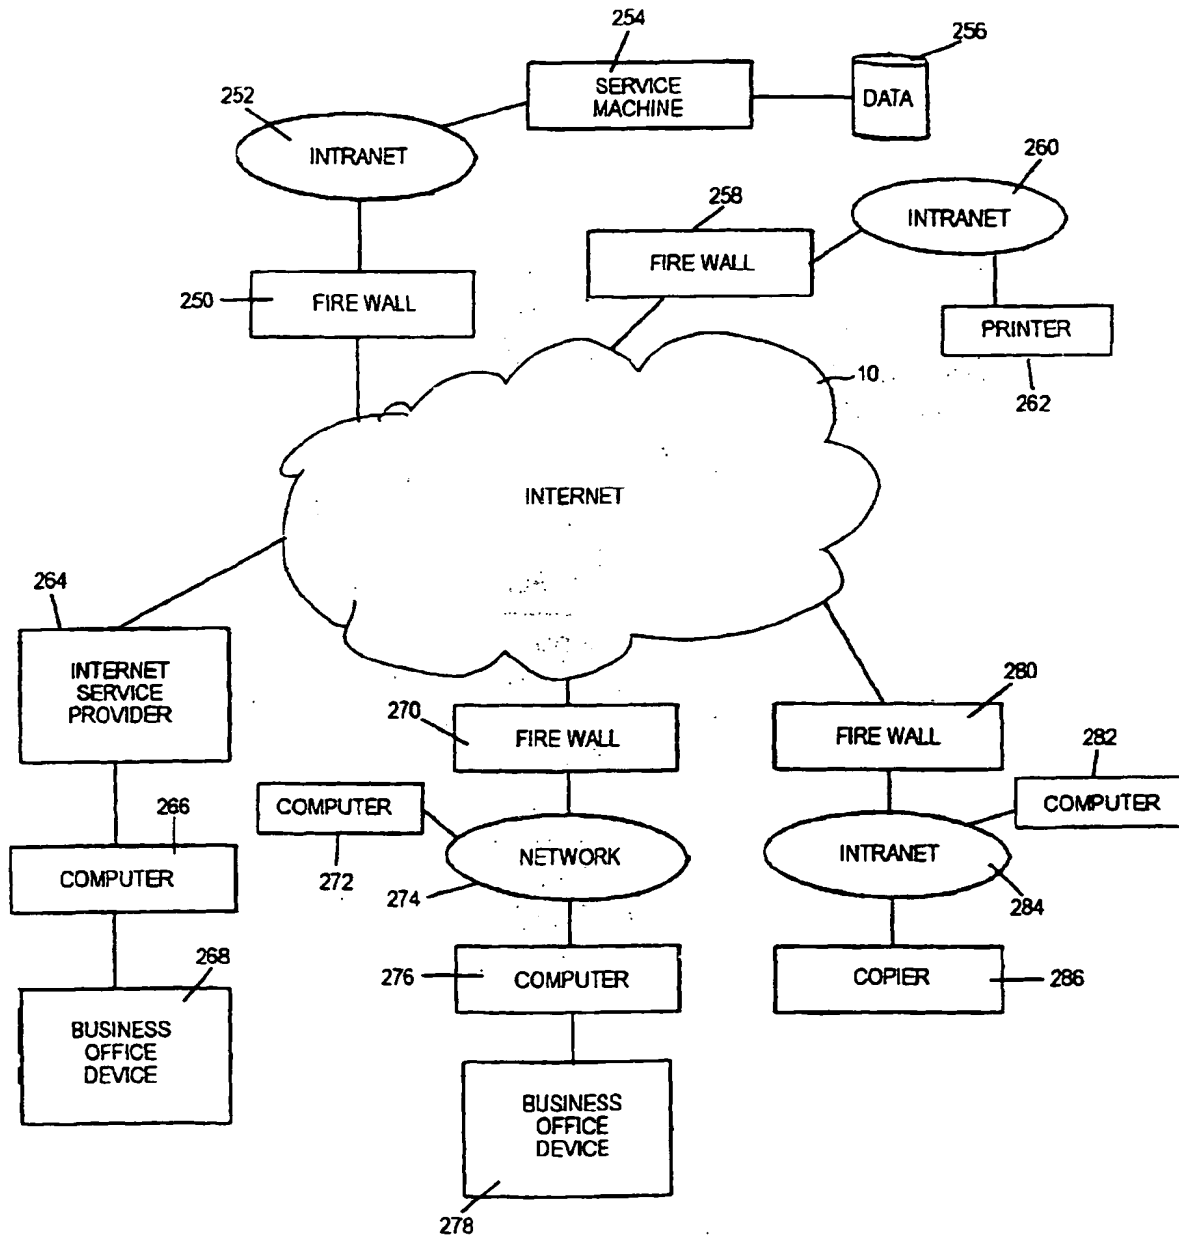 254
256
SERVICE
MACHINE
DATA
252
INTRANET
260
INTRANET
258
FIRE WALL
250
FIRE WALL
PRINTER
262
10
INTERNET
264
INTERNET
SERVICE
PROVIDER
270
FIRE WALL
280
FIRE WALL
282
COMPUTER
266
COMPUTER
COMPUTER
272
NETWORK
274
INTRANET
284
268
BUSINESS
OFFICE
DEVICE
276
COMPUTER
COPIER
286
BUSINESS
OFFICE
DEVICE
278